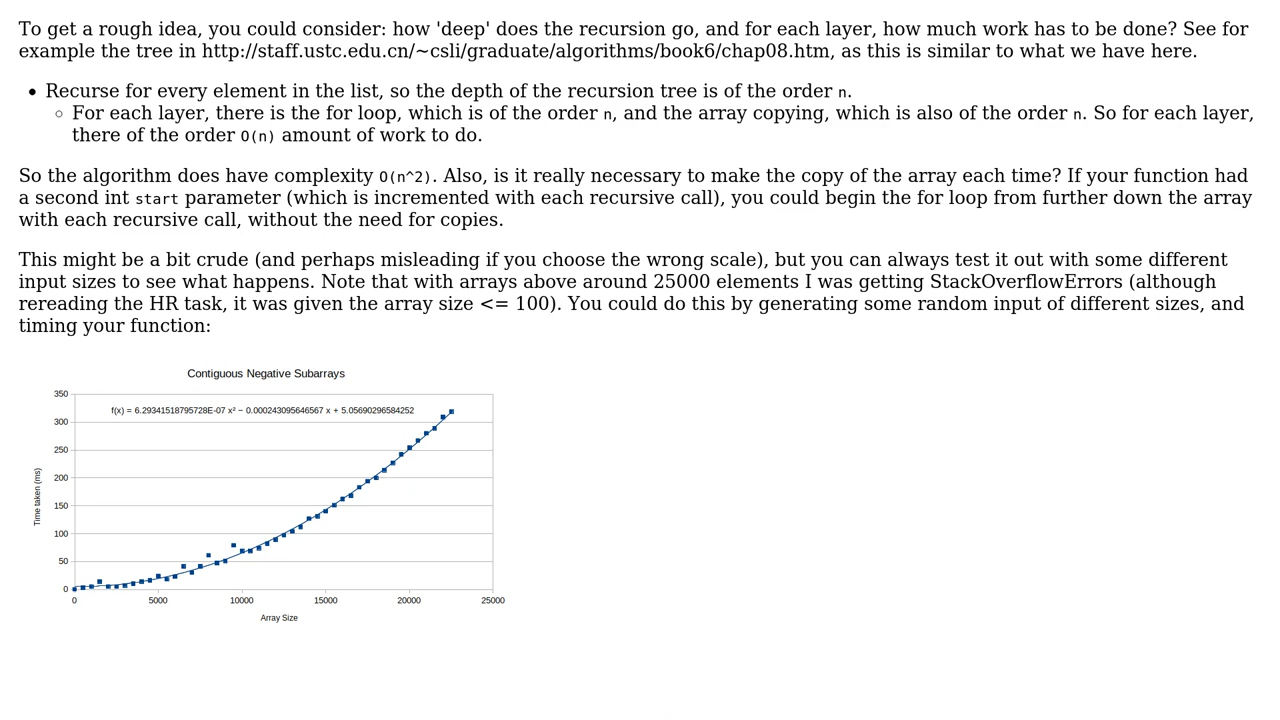 To get a rough idea, you could consider: how 'deep' does the recursion go, and for each layer, how much work has to be done? See for
example the tree in http://staff.ustc.edu.cn/~csli/graduate/algorithms/book6/chap08.htm, as this is similar to what we have here.
• Recurse for every element in the list, so the depth of the recursion tree is of the order n.
◦ For each layer, there is the for loop, which is of the order n, and the array copying, which is also of the order n. So for each layer,
there of the order O(n) amount of work to do.
So the algorithm does have complexity O(n^2). Also, is it really necessary to make the copy of the array each time? If your function had
a second int start parameter (which is incremented with each recursive call), you could begin the for loop from further down the array
with each recursive call, without the need for copies.
This might be a bit crude (and perhaps misleading if you choose the wrong scale), but you can always test it out with some different
input sizes to see what happens. Note that with arrays above around 25000 elements I was getting StackOverflowErrors (although
rereading the HR task, it was given the array size <= 100). You could do this by generating some random input of different sizes, and
timing your function:
Contiguous Negative Subarrays
350
f(x) = 6.29341518795728E-07 x² − 0.000243095646567 x + 5.05690296584252
300
250
200
150
100
50
0
Time taken (ms)
0 5000 10000 15000 20000 25000
Array Size